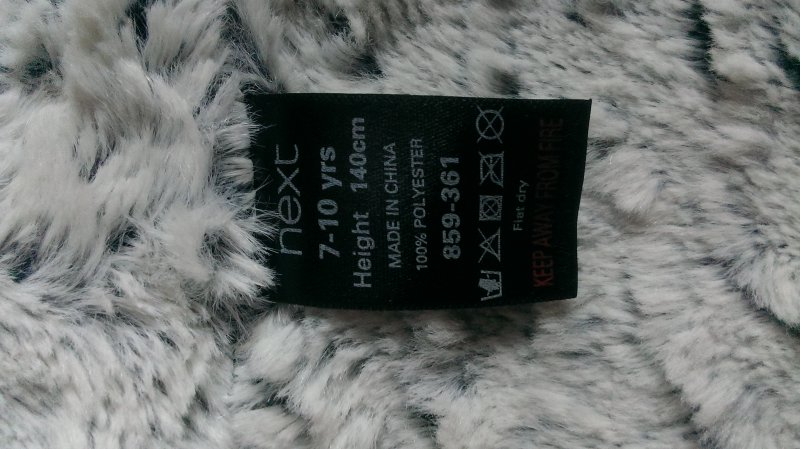 next
7-10 yrs
Height 140cm
MADE IN CHINA
100% POLYESTER
859-361
Flat dry
KEEP AWAY FROM FIRE